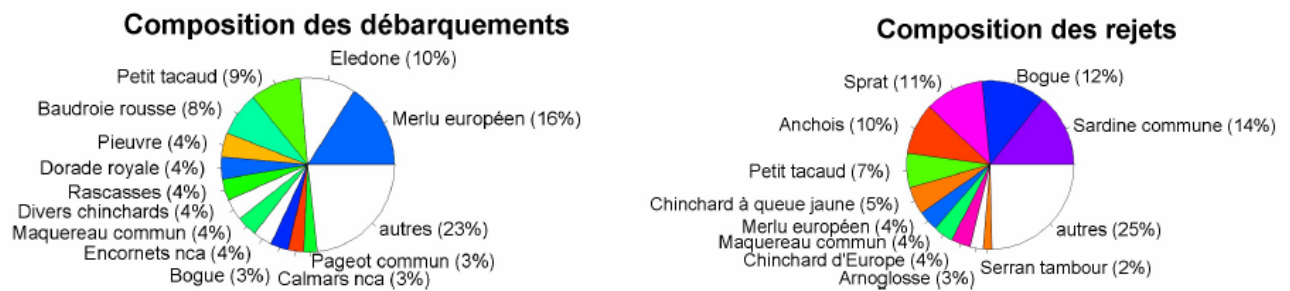 Composition des débarquements
Eledone (10%)
Petit tacaud (9%)
Merlu européen (16%)
Baudroie rousse (8%)
Pieuvre (4%)
Dorade royale (4%)
Rascasses (4%)
Divers chinchards (4%)
Maquereau commun (4%)
Encornets nca (4%)
Bogue (3%)
Calmars nca (3%)
Pageot commun (3%)
autres (23%)
Composition des rejets
Bogue (12%)
Sprat (11%)
Sardine commune (14%)
Anchois (10%)
Petit tacaud (7%)
Chinchard à queue jaune (5%)
Merlu européen (4%)
Maquereau commun (4%)
Chinchard d'Europe (4%)
Arnoglosse (3%)
Serran tambour (2%)
autres (25%)